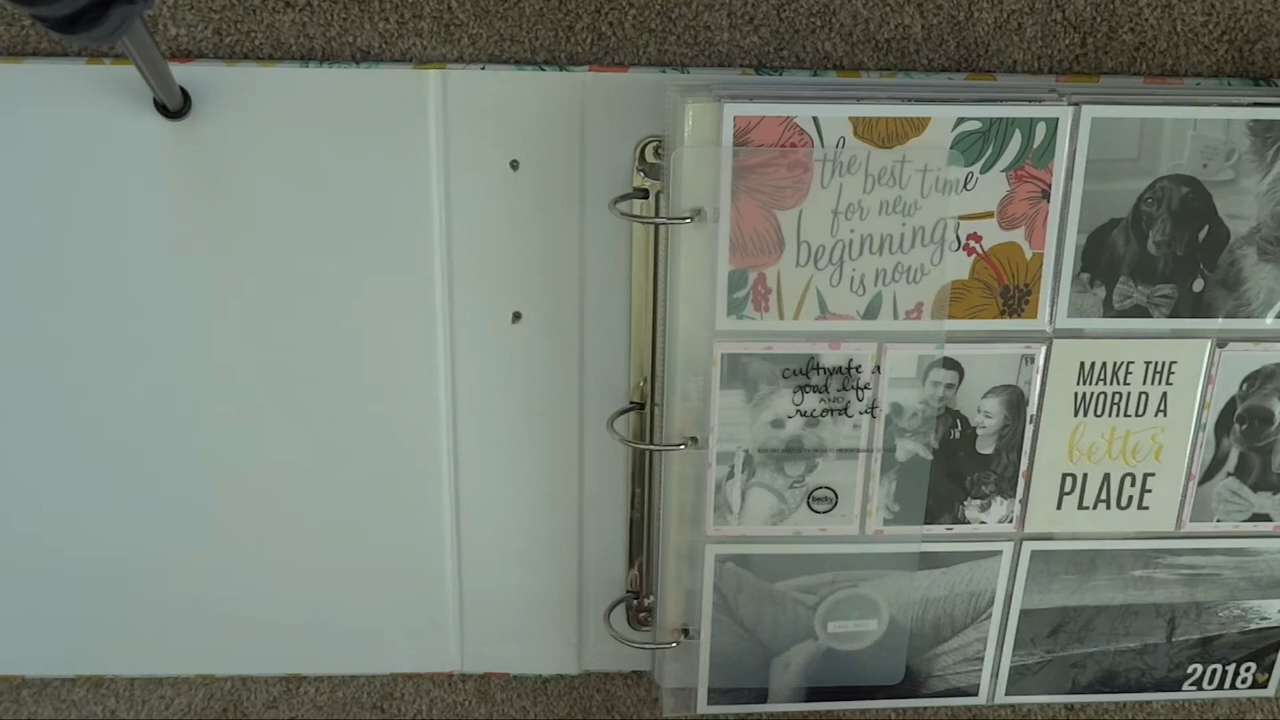 the best time
for new
beginnings
is now
cultivate a
good life
AND
record it
becky
MAKE THE
WORLD A
better
PLACE
2018